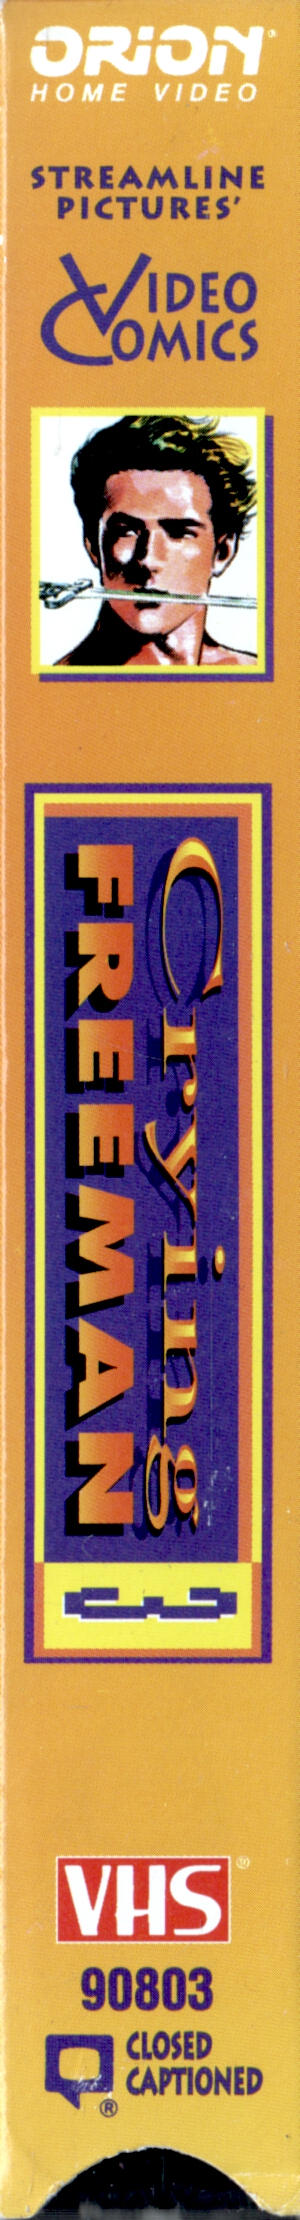 ORION®
HOME VIDEO
STREAMLINE
PICTURES'
VIDEO
COMICS
Crying
FREEMAN
3
VHS®
90803
CLOSED
CAPTIONED
®